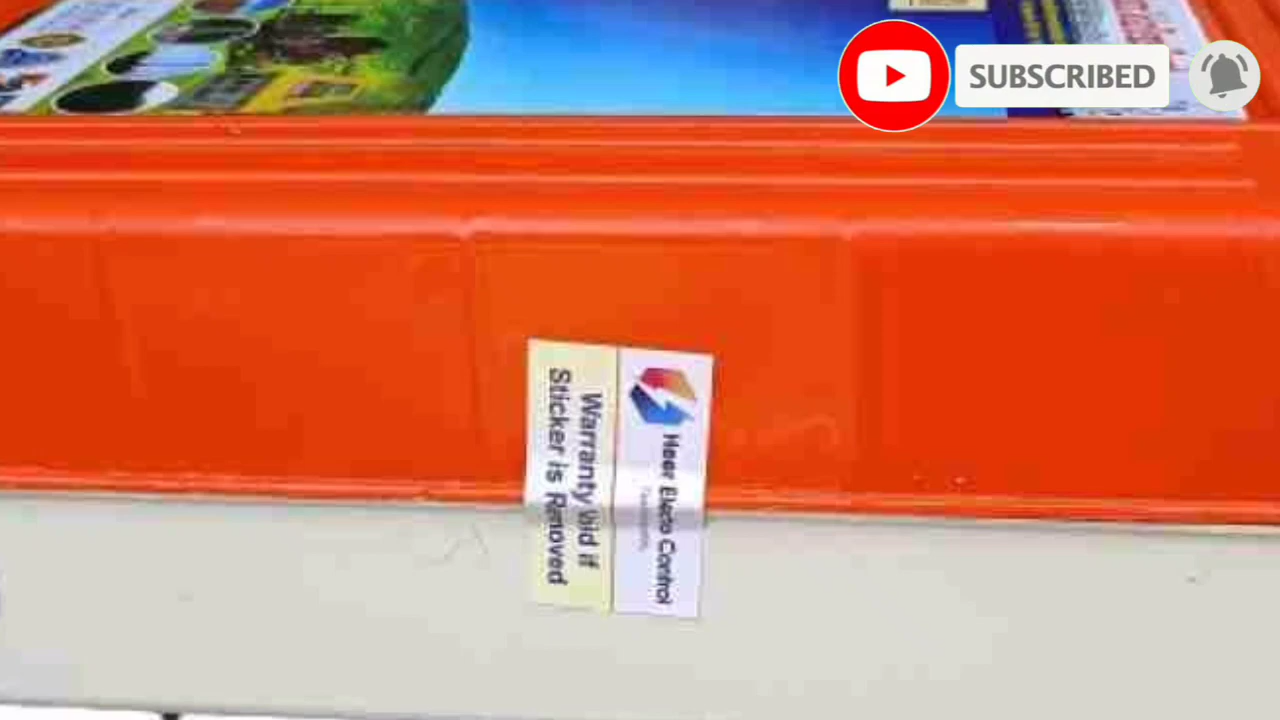 SUBSCRIBED
Heer Electo Control
Warranty Void if
Sticker is Removed